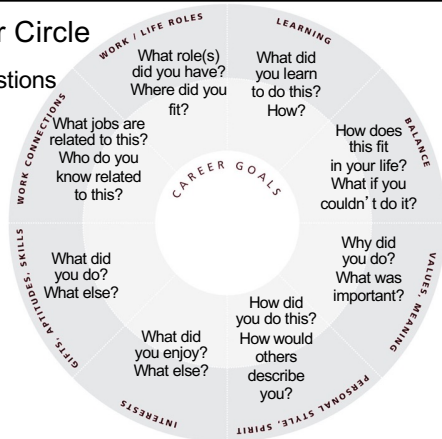 r Circle
stions
WORK / LIFE ROLES
What role(s)
did you have?
Where did you
fit?
LEARNING
What did
you learn
to do this?
How?
BALANCE
How does
this fit
in your life?
What if you
couldn't do it?
VALUES, MEANING
Why did
you do?
What was
important?
PERSONAL STYLE, SPIRIT
How did
you do this?
How would
others
describe
you?
INTERESTS
What did
you enjoy?
What else?
GIFTS, APTITUDES, SKILLS
What did
you do?
What else?
WORK CONNECTIONS
What jobs are
related to this?
Who do you
know related
to this?
CAREER GOALS